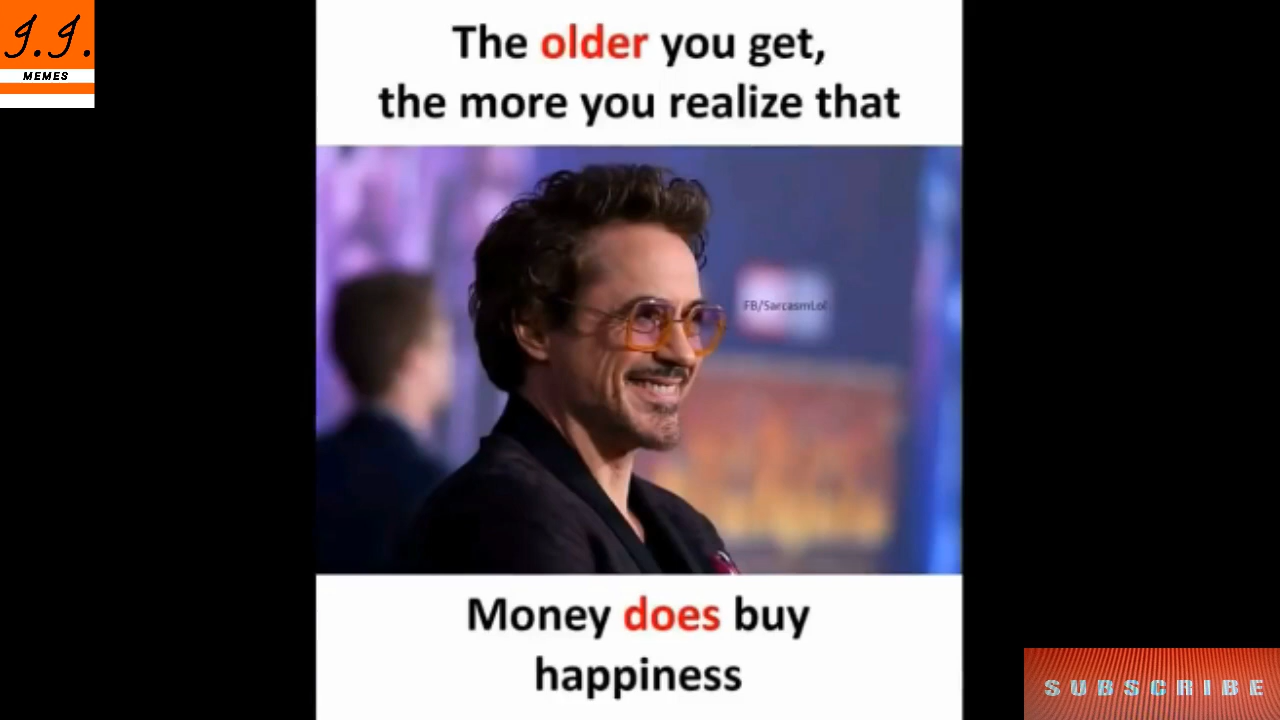 J.J.
MEMES
The older you get,
the more you realize that
FB/SarcasmLol
Money does buy
happiness
SUBSCRIBE